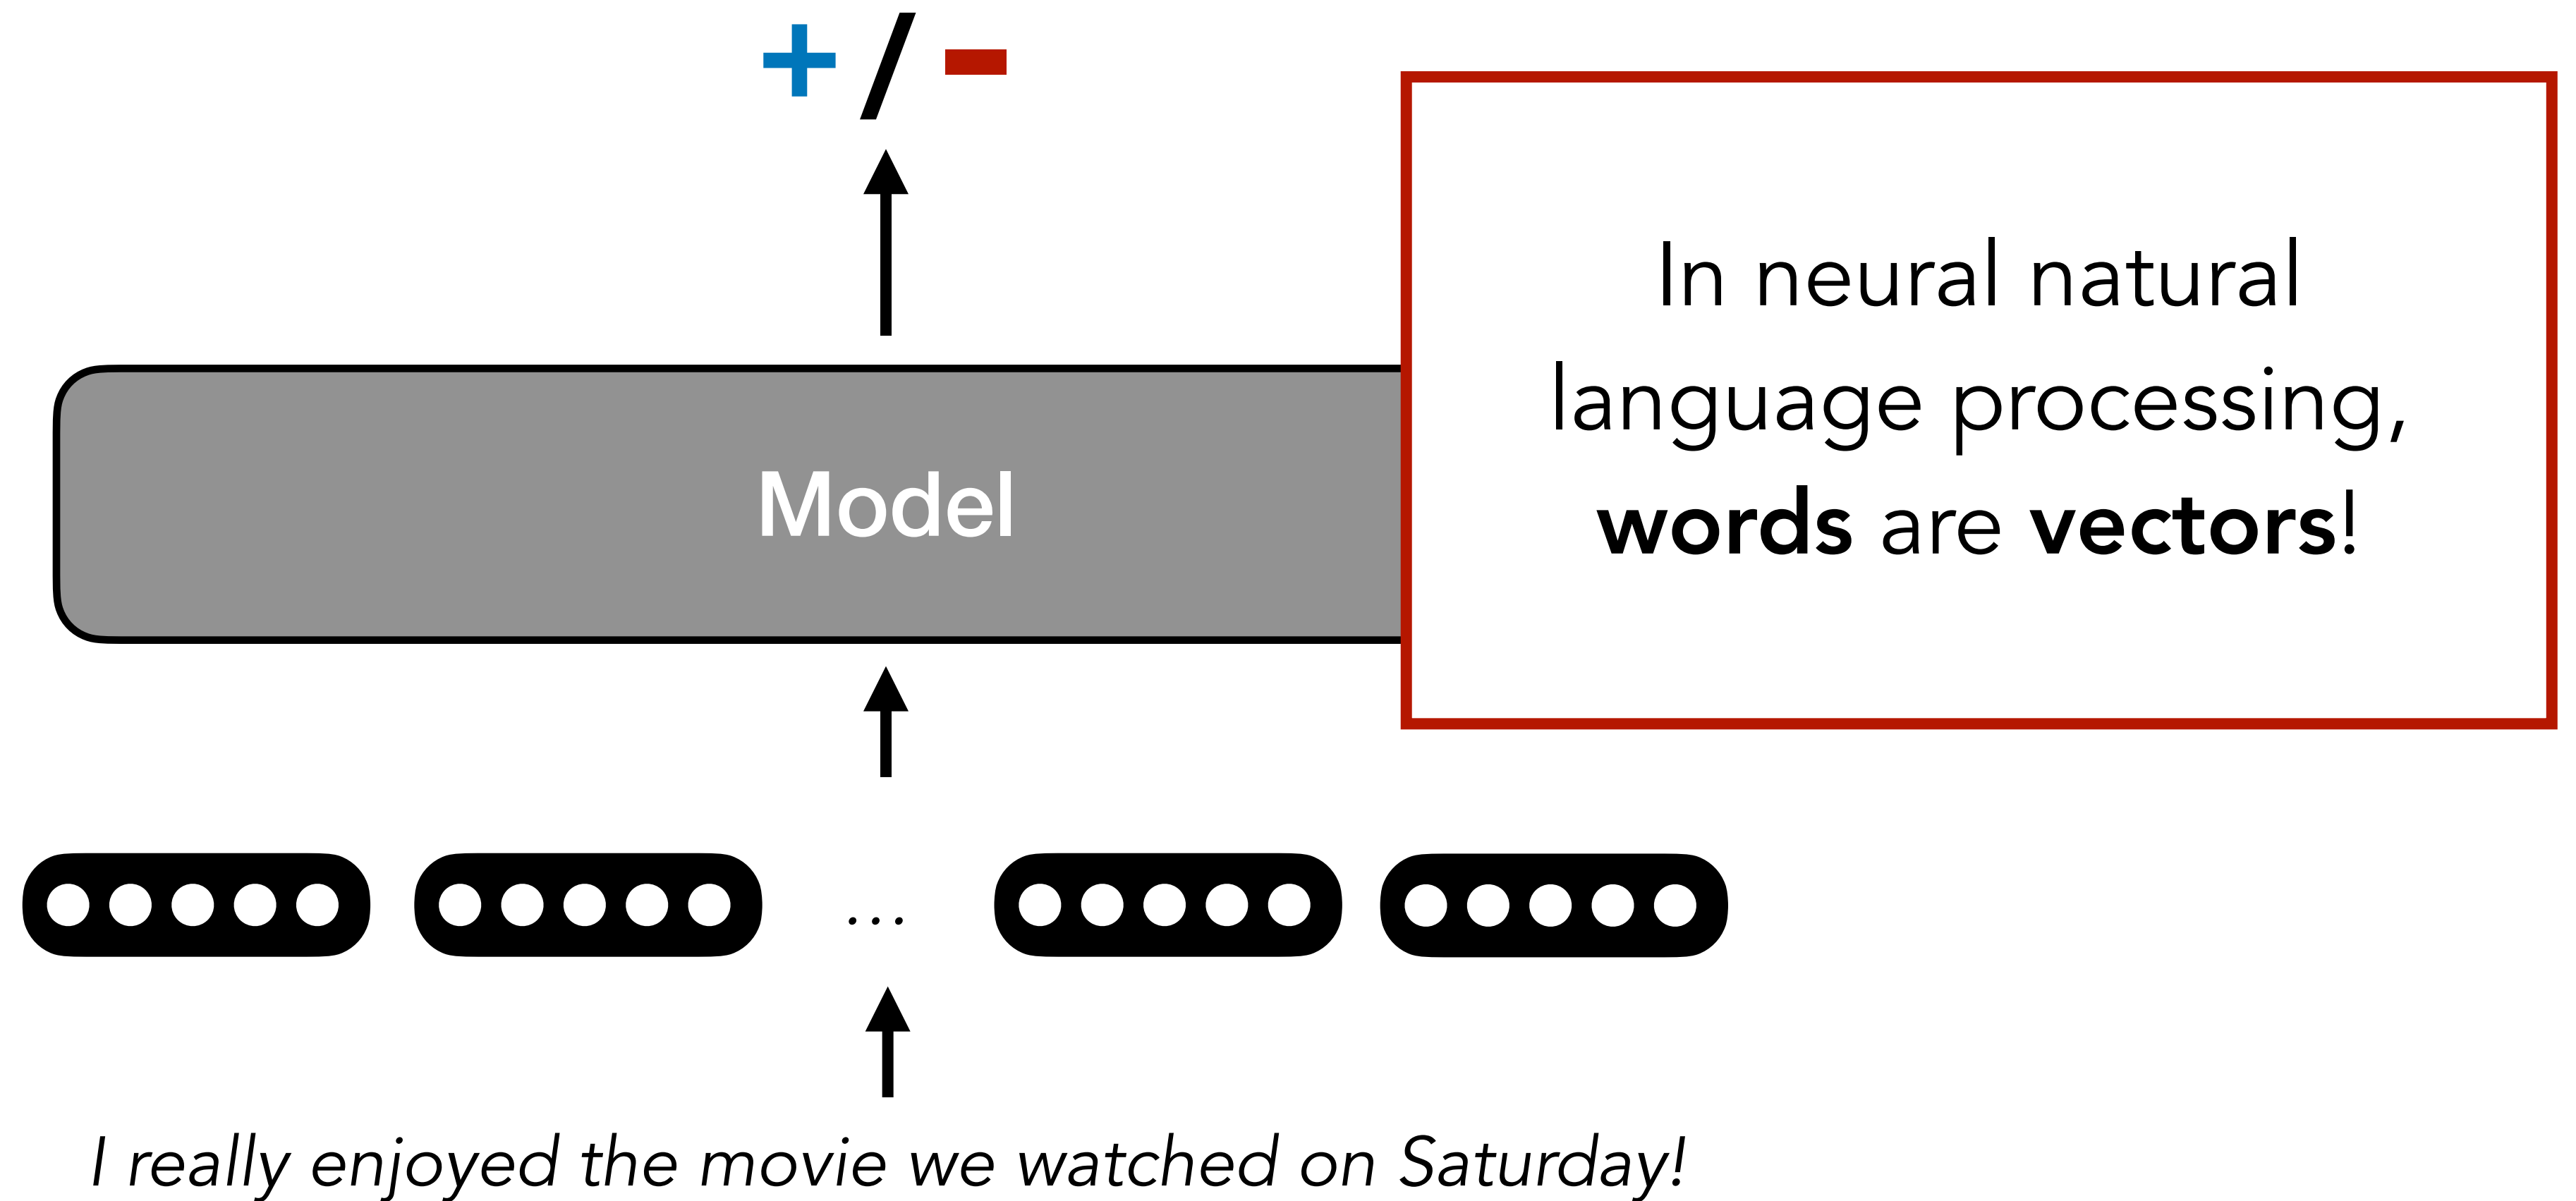 +/-
In neural natural
language processing,
words are vectors!
Model
...
I really enjoyed the movie we watched on Saturday!